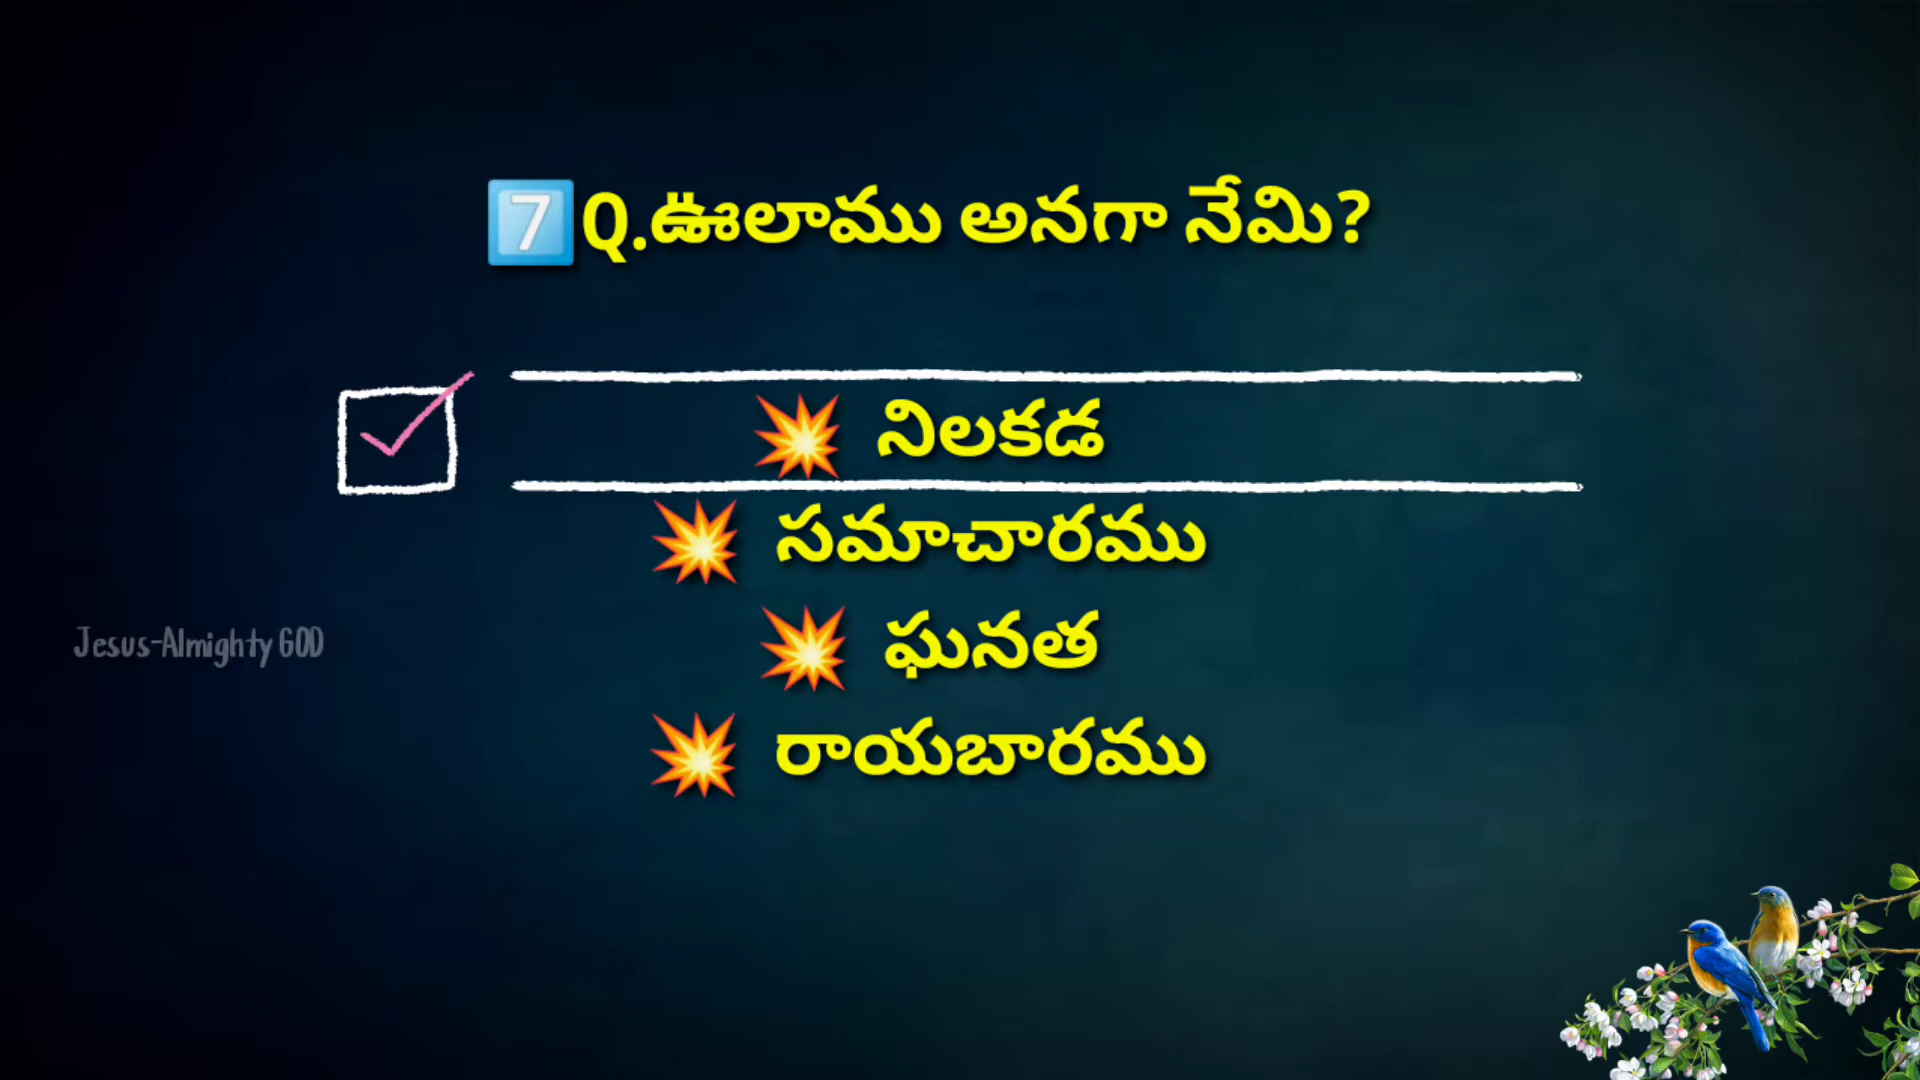 7️⃣Q.ఊలాము అనగా నేమి?
💥 నిలకడ
💥 సమాచారము
💥 ఘనత
Jesus-Almighty GOD
💥 రాయబారము